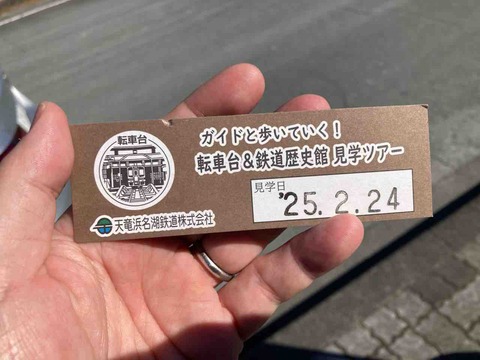 ガイドと歩いていく！
転車台&鉄道歴史館 見学ツアー
転車台
見学日
'25. 2. 24
天竜浜名湖鉄道株式会社